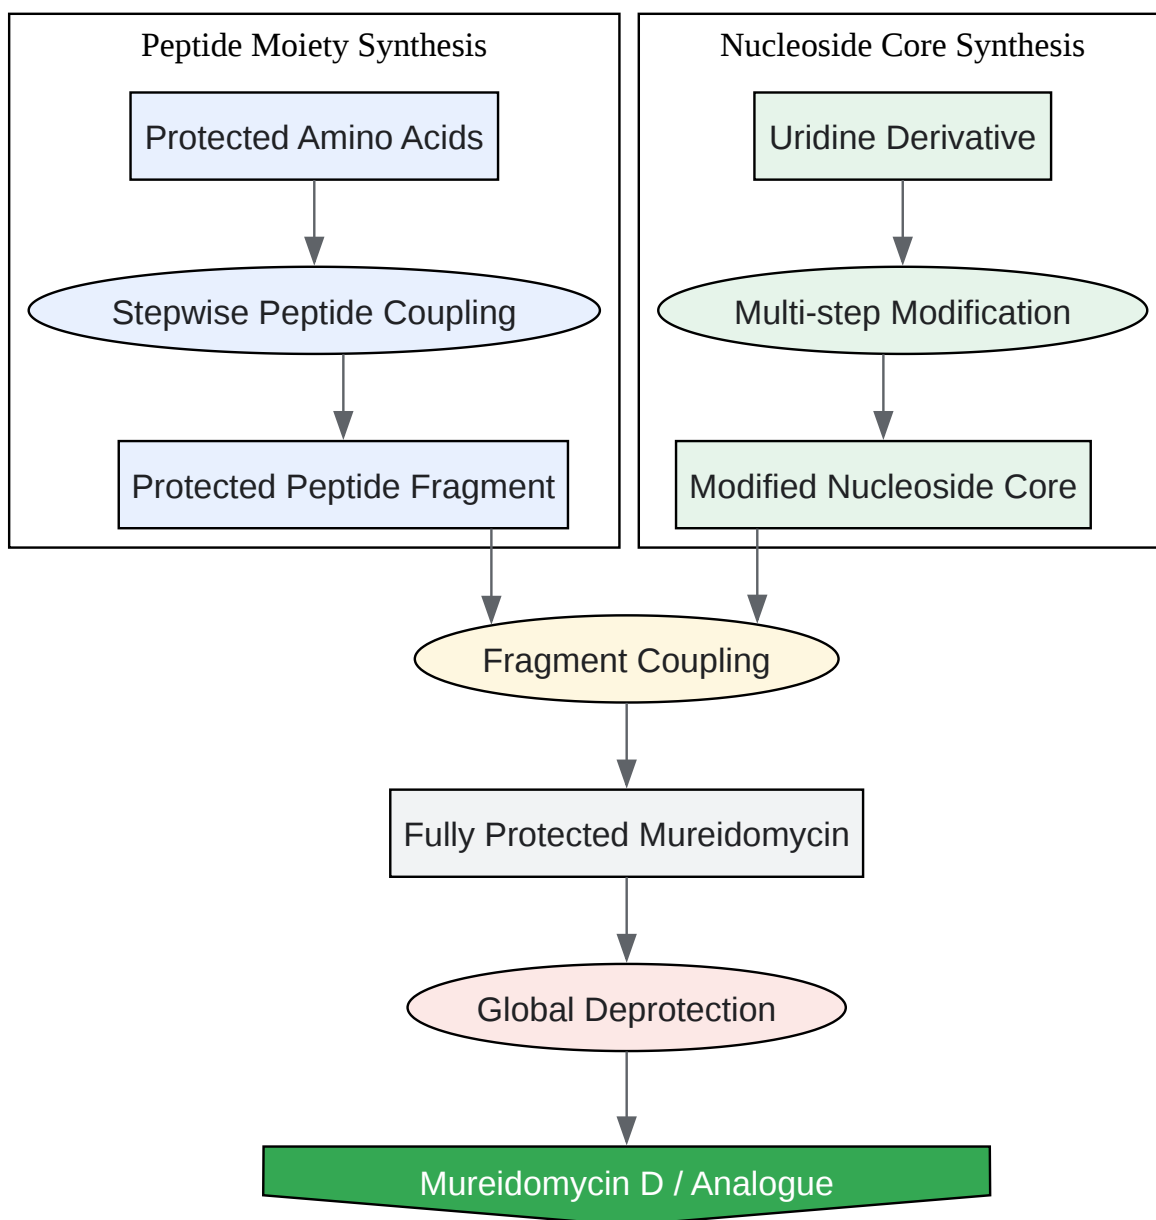 Peptide Moiety Synthesis
Protected Amino Acids
Stepwise Peptide Coupling
Protected Peptide Fragment
Nucleoside Core Synthesis
Uridine Derivative
Multi-step Modification
Modified Nucleoside Core
Fragment Coupling
Fully Protected Mureidomycin
Global Deprotection
Mureidomycin D / Analogue